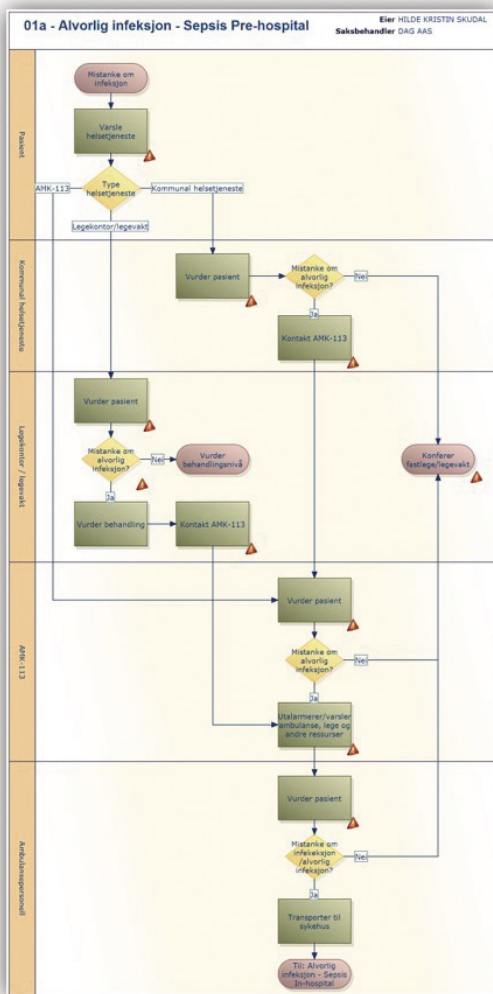 01a - Alvorlig infeksjon - Sepsis Pre-hospital
Eier HILDE KRISTIN SKUDAL
Saksbehandler DAG AAS
Pasient
Mistanke om
infeksjon
Varsle
helsetjeneste
Type
helsetjeneste
AMK-113
Kommunal helsetjeneste
Legekontor/legevakt
Kommunal helsetjeneste
Vurder pasient
Mistanke om
alvorlig
infeksjon?
Nei
Ja
Kontakt AMK-113
Legekontor / legevakt
Vurder pasient
Mistanke om
alvorlig
infeksjon?
Nei
Vurder
behandlingsnivå
Konferer
fastlege/legevakt
Ja
Vurder behandling
Kontakt AMK-113
AMK-113
Vurder pasient
Mistanke om
alvorlig
infeksjon?
Nei
Ja
Utalarmerer/varsler
ambulanse, lege og
andre ressurser
Ambulansepersonell
Vurder pasient
Mistanke om
infekeksjon
/alvorlig
infeksjon?
Nei
Ja
Transporter til
sykehus
Til: Alvorlig
infeksjon - Sepsis
In-hospital